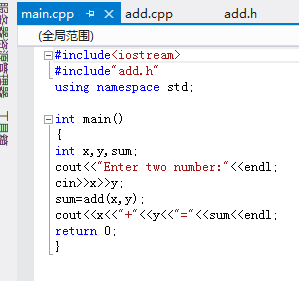 main.cpp add.cpp add.h
(全局范围)
#include<iostream>
#include"add.h"
using namespace std;
int main()
{
int x,y,sum;
cout<<"Enter two number:"<<endl;
cin>>x>>y;
sum=add(x,y);
cout<<x<<"+"<<y<<"="<<sum<<endl;
return 0;
}
服务器资源管理器
工具箱